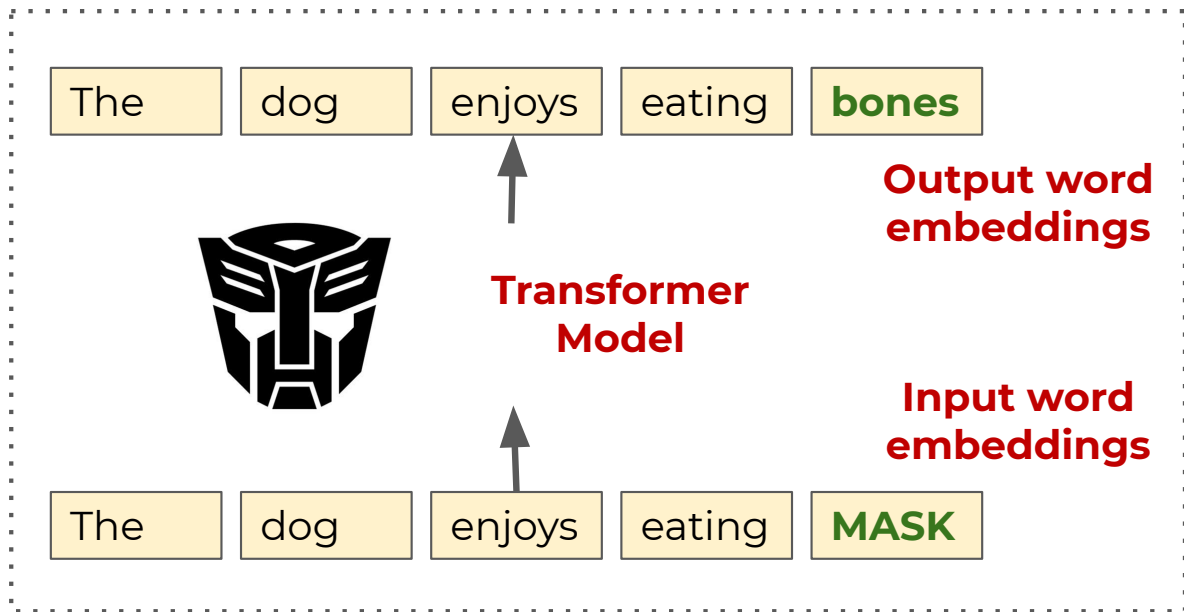 The dog enjoys eating bones
Output word
embeddings
Transformer
Model
Input word
embeddings
The dog enjoys eating MASK